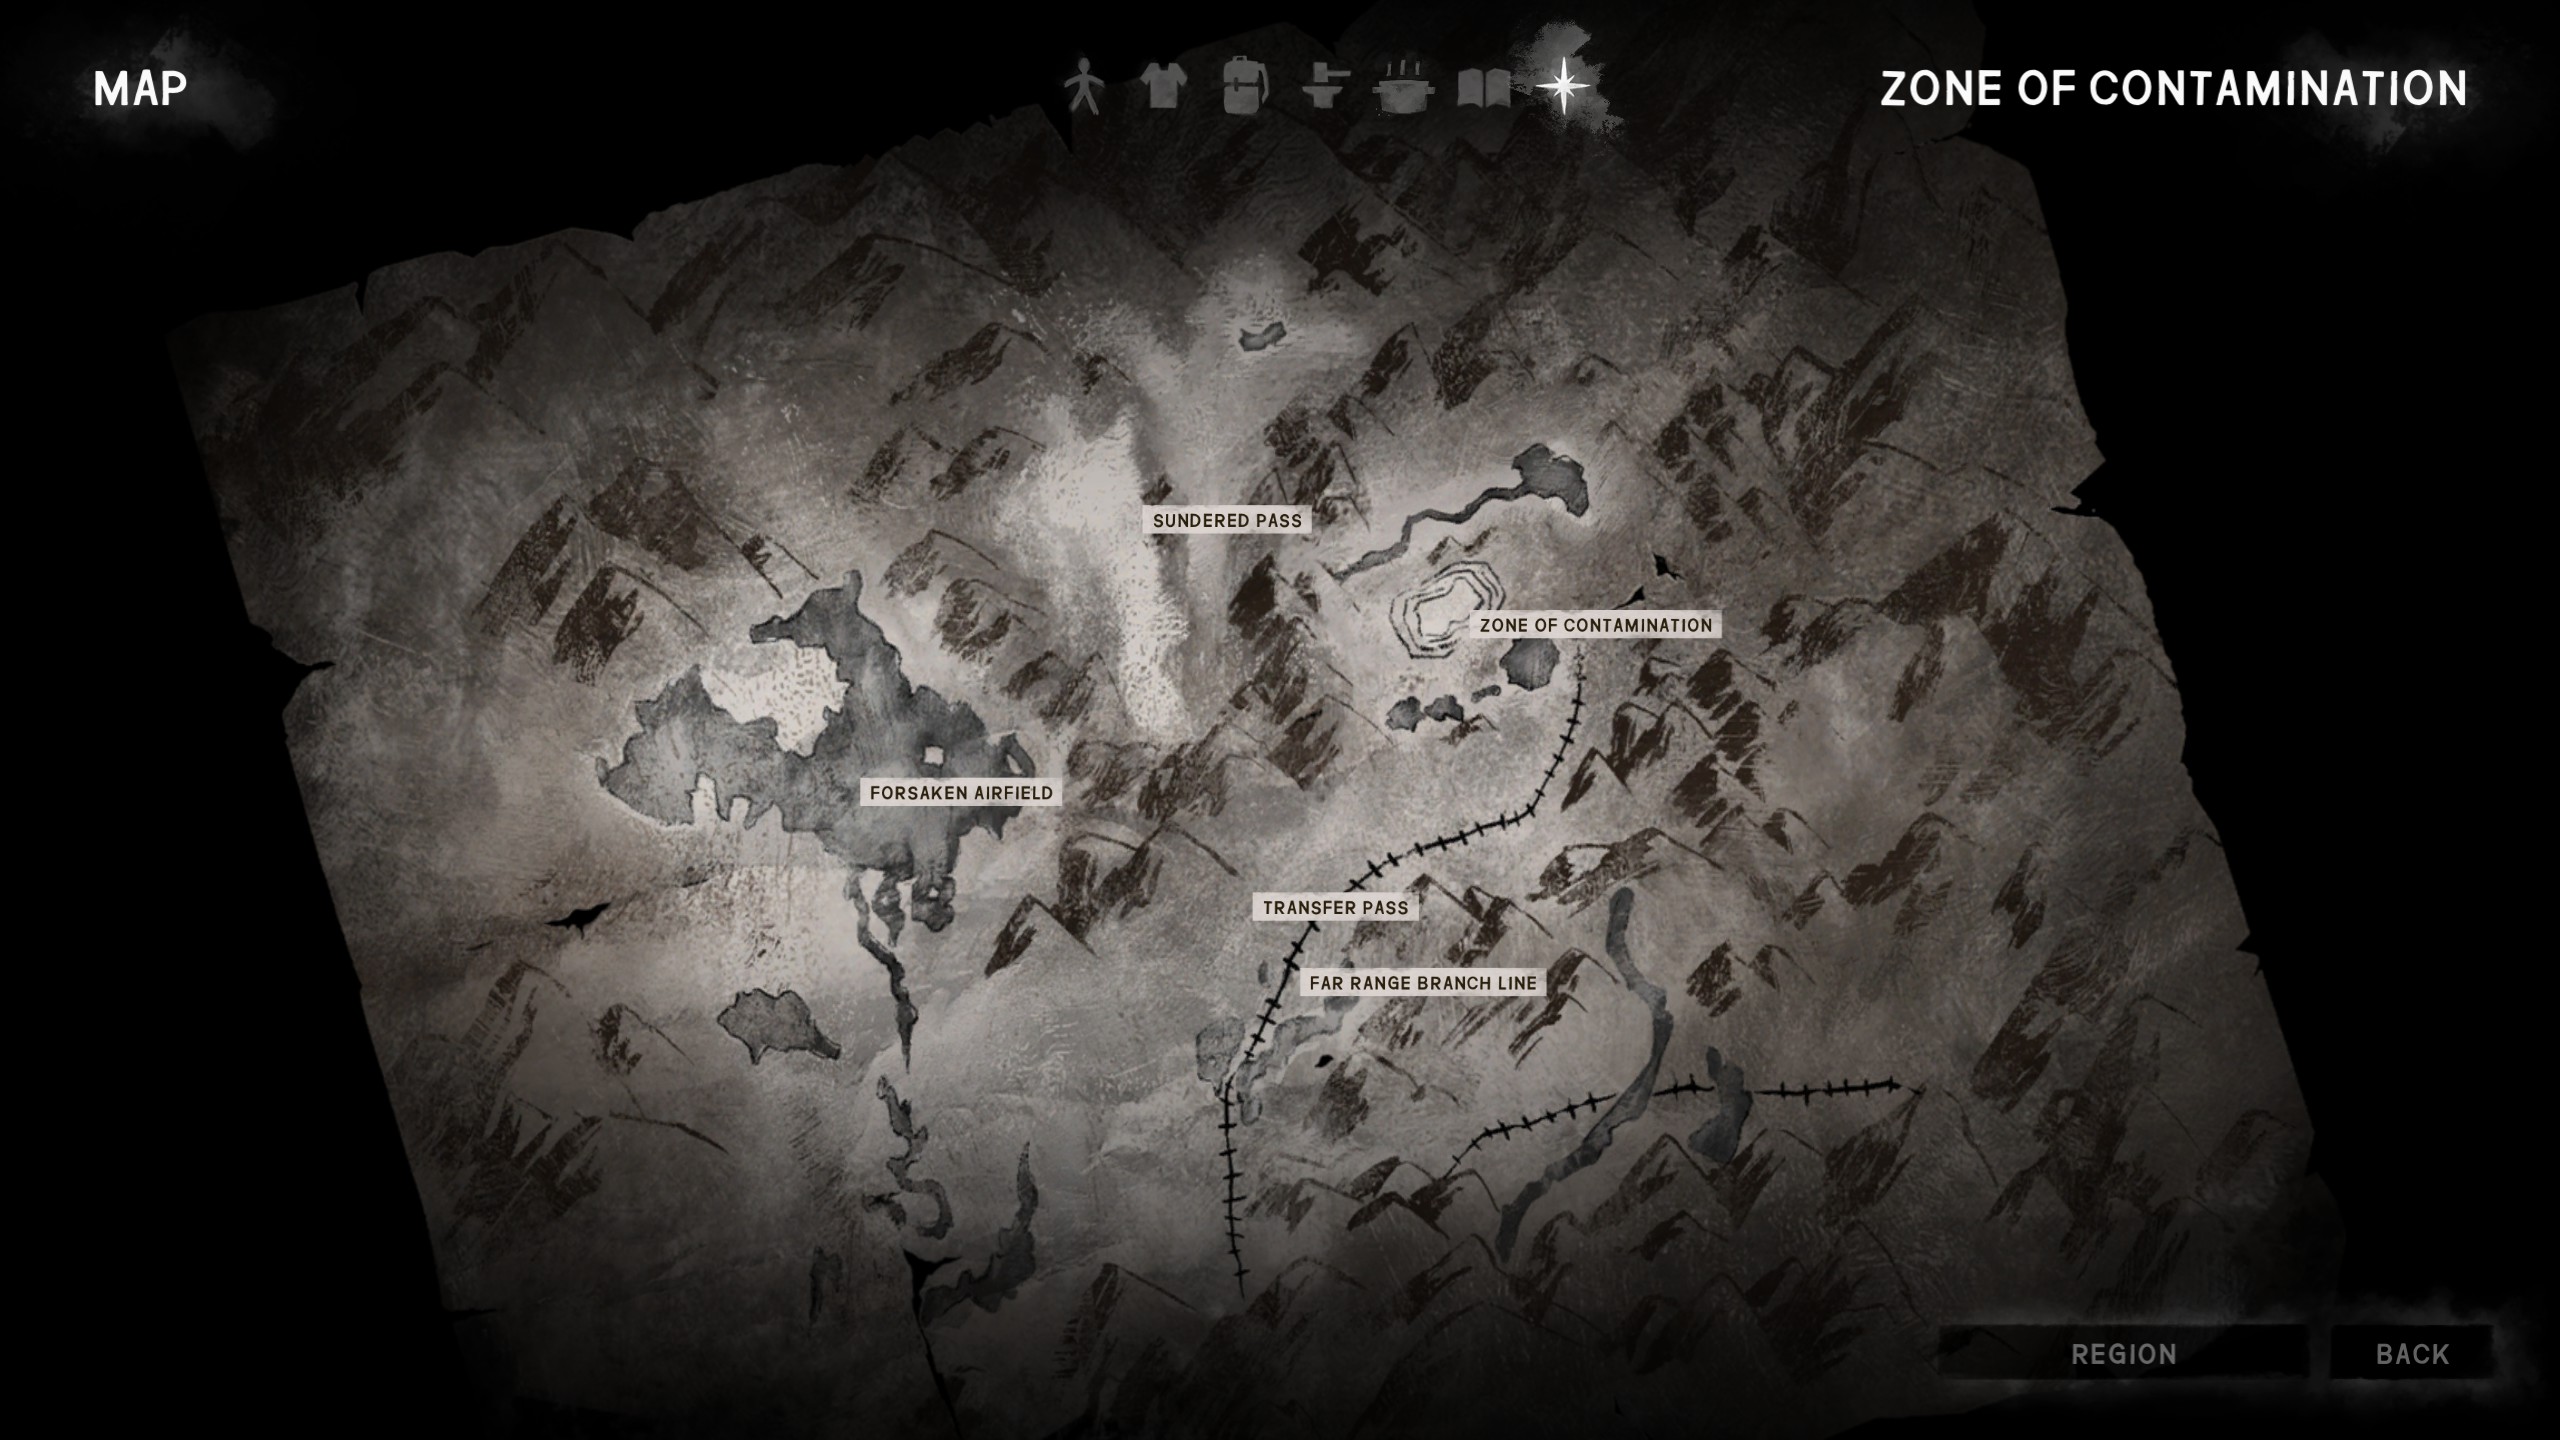 MAP
ZONE OF CONTAMINATION
SUNDERED PASS
ZONE OF CONTAMINATION
FORSAKEN AIRFIELD
TRANSFER PASS
FAR RANGE BRANCH LINE
REGION
BACK